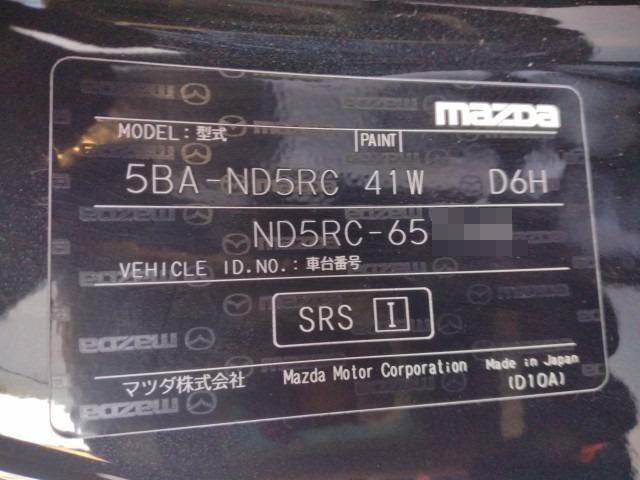 mazda
MODEL: 型式 PAINT
5BA-ND5RC 41W D6H
ND5RC-65
VEHICLE ID.NO.: 車台番号
SRS I
マツダ株式会社 Mazda Motor Corporation Made in Japan
(D10A)